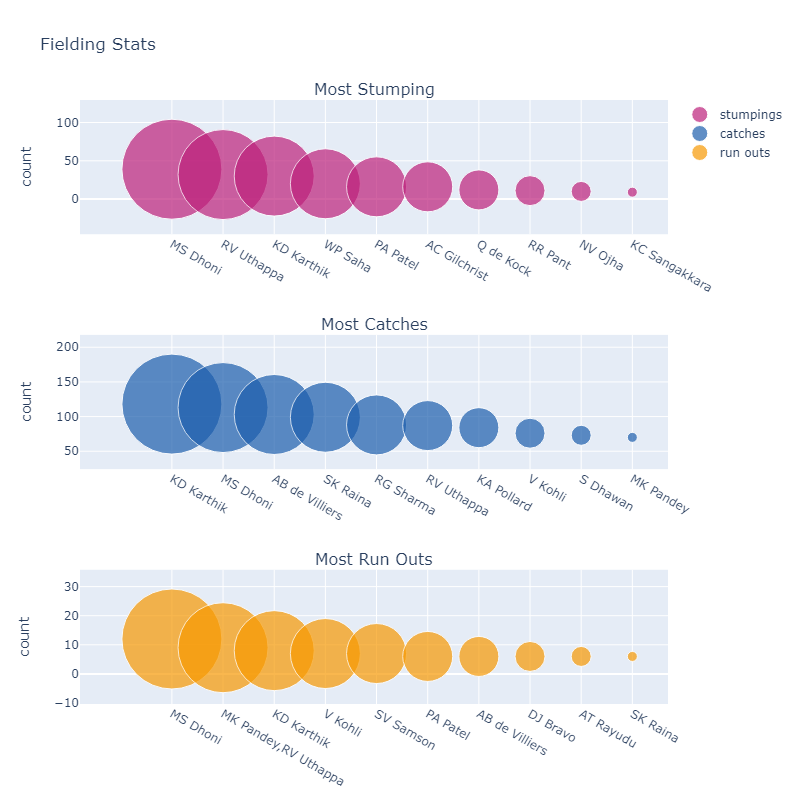 Fielding Stats
Most Stumping
stumpings
catches
run outs
count
100
50
0
MS Dhoni
RV Uthappa
KD Karthik
WP Saha
PA Patel
AC Gilchrist
Q de Kock
RR Pant
NV Ojha
KC Sangakkara
Most Catches
count
200
150
100
50
KD Karthik
MS Dhoni
AB de Villiers
SK Raina
RG Sharma
RV Uthappa
KA Pollard
V Kohli
S Dhawan
MK Pandey
Most Run Outs
count
30
20
10
0
−10
MS Dhoni
MK Pandey,RV Uthappa
KD Karthik
V Kohli
SV Samson
PA Patel
AB de Villiers
DJ Bravo
AT Rayudu
SK Raina